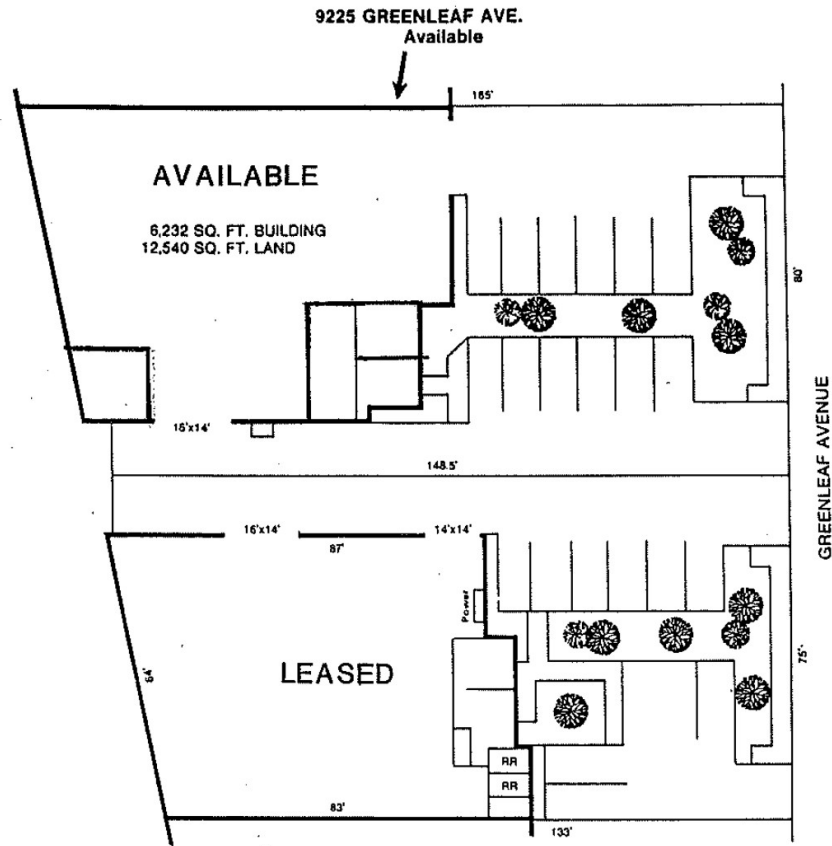 9225 GREENLEAF AVE.
Available
165'
AVAILABLE
6,232 SQ. FT. BUILDING
12,540 SQ. FT. LAND
80'
16'x14'
148.5'
GREENLEAF AVENUE
16'x14'
87'
14'x14'
Power
LEASED
64'
75'
RR
RR
83'
133'